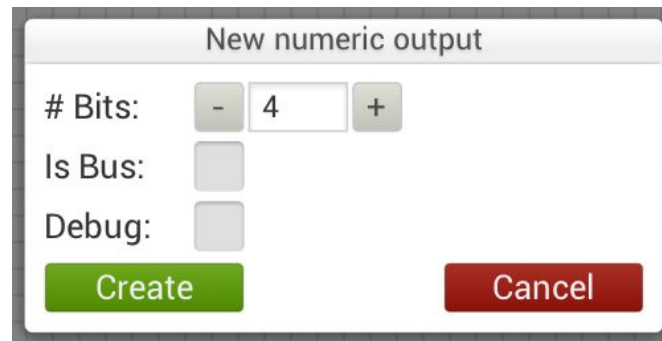 New numeric output
# Bits: - 4 +
Is Bus:
Debug:
Create Cancel